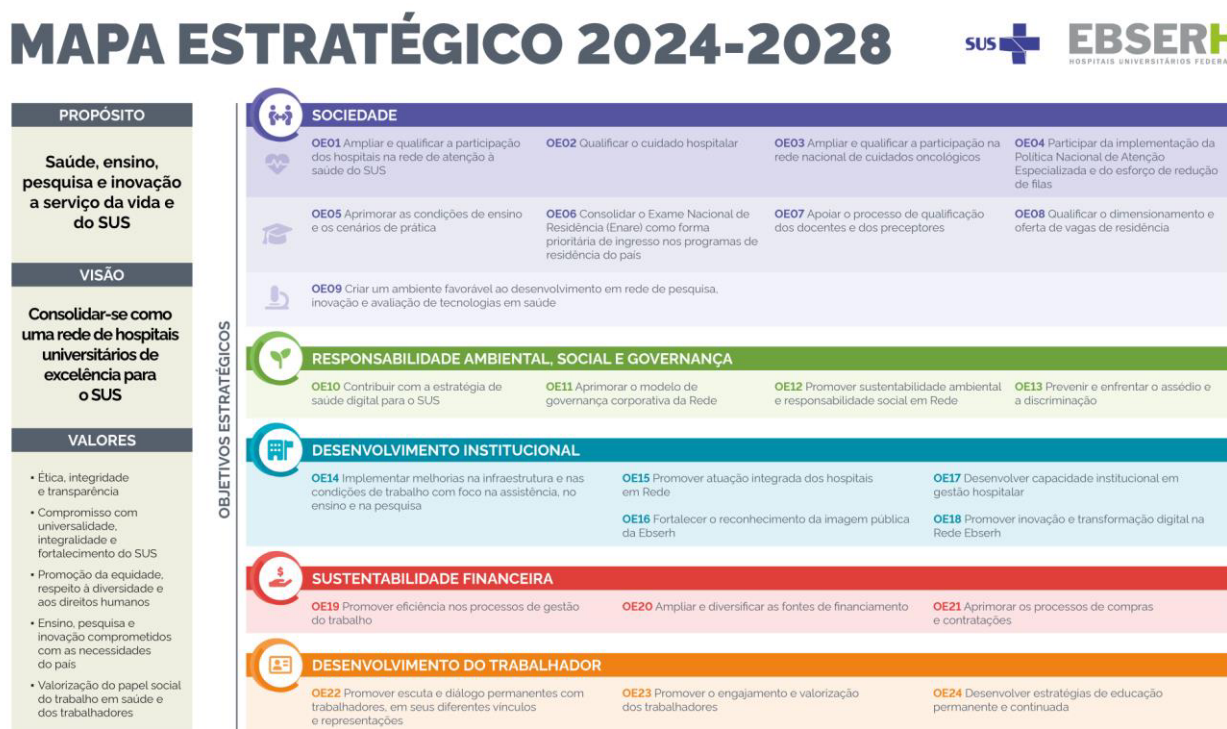 MAPA ESTRATÉGICO 2024-2028
SUS
EBSERH
HOSPITAIS UNIVERSITÁRIOS FEDERA
PROPÓSITO
Saúde, ensino,
pesquisa e inovação
a serviço da vida e
do SUS
VISÃO
Consolidar-se como
uma rede de hospitais
universitários de
excelência para
o SUS
VALORES
• Ética, integridade
e transparência
• Compromisso com
universalidade,
integralidade e
fortalecimento do SUS
• Promoção da equidade,
respeito à diversidade e
aos direitos humanos
• Ensino, pesquisa e
inovação comprometidos
com as necessidades
do país
• Valorização do papel social
do trabalho em saúde e
dos trabalhadores
OBJETIVOS ESTRATÉGICOS
SOCIEDADE
OE01 Ampliar e qualificar a participação
dos hospitais na rede de atenção à
saúde do SUS
OE02 Qualificar o cuidado hospitalar
OE03 Ampliar e qualificar a participação na
rede nacional de cuidados oncológicos
OE04 Participar da implementação da
Política Nacional de Atenção
Especializada e do esforço de redução
de filas
OE05 Aprimorar as condições de ensino
e os cenários de prática
OE06 Consolidar o Exame Nacional de
Residência (Enare) como forma
prioritária de ingresso nos programas de
residência do país
OE07 Apoiar o processo de qualificação
dos docentes e dos preceptores
OE08 Qualificar o dimensionamento e
oferta de vagas de residência
OE09 Criar um ambiente favorável ao desenvolvimento em rede de pesquisa,
inovação e avaliação de tecnologias em saúde
RESPONSABILIDADE AMBIENTAL, SOCIAL E GOVERNANÇA
OE10 Contribuir com a estratégia de
saúde digital para o SUS
OE11 Aprimorar o modelo de
governança corporativa da Rede
OE12 Promover sustentabilidade ambiental
e responsabilidade social em Rede
OE13 Prevenir e enfrentar o assédio e
a discriminação
DESENVOLVIMENTO INSTITUCIONAL
OE14 Implementar melhorias na infraestrutura e nas
condições de trabalho com foco na assistência, no
ensino e na pesquisa
OE15 Promover atuação integrada dos hospitais
em Rede
OE16 Fortalecer o reconhecimento da imagem pública
da Ebserh
OE17 Desenvolver capacidade institucional em
gestão hospitalar
OE18 Promover inovação e transformação digital na
Rede Ebserh
SUSTENTABILIDADE FINANCEIRA
OE19 Promover eficiência nos processos de gestão
do trabalho
OE20 Ampliar e diversificar as fontes de financiamento
OE21 Aprimorar os processos de compras
e contratações
DESENVOLVIMENTO DO TRABALHADOR
OE22 Promover escuta e diálogo permanentes com
trabalhadores, em seus diferentes vínculos
e representações
OE23 Promover o engajamento e valorização
dos trabalhadores
OE24 Desenvolver estratégias de educação
permanente e continuada